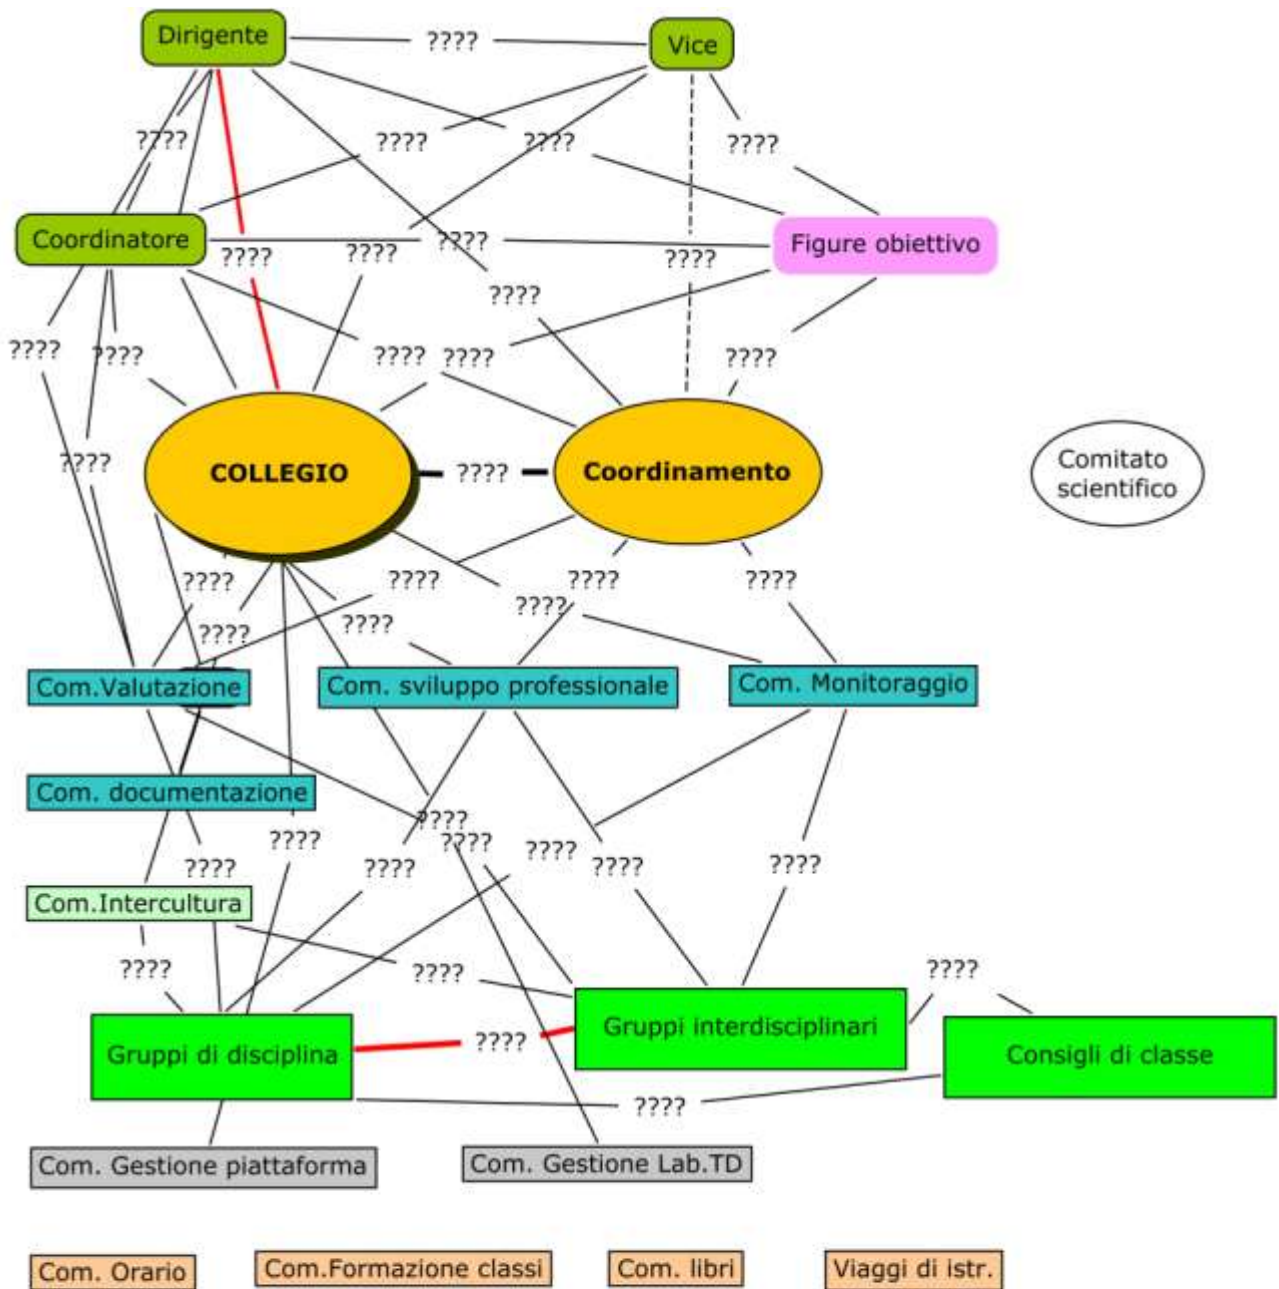 Dirigente
????
Vice
????
????
????
????
Coordinatore
????
????
????
????
Figure obiettivo
????
????
????
????
????
????
????
COLLEGIO
????
Coordinamento
Comitato
scientifico
????
????
????
????
????
????
????
????
Com.Valutazione
Com. sviluppo professionale
Com. Monitoraggio
Com. documentazione
????
????
????
????
????
????
????
????
Com.Intercultura
????
????
????
Gruppi di disciplina
????
Gruppi interdisciplinari
Consigli di classe
????
Com. Gestione piattaforma
Com. Gestione Lab.TD
Com. Orario
Com.Formazione classi
Com. libri
Viaggi di istr.